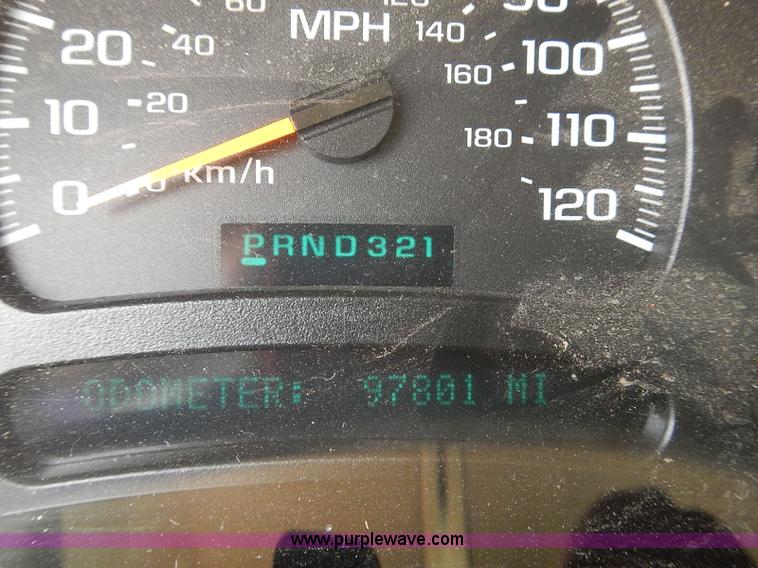 60 120 90
MPH 140
20 40 100
160
10 20
180 110
0 km/h
120
PRND321
ODOMETER: 97801 MI
www.purplewave.com